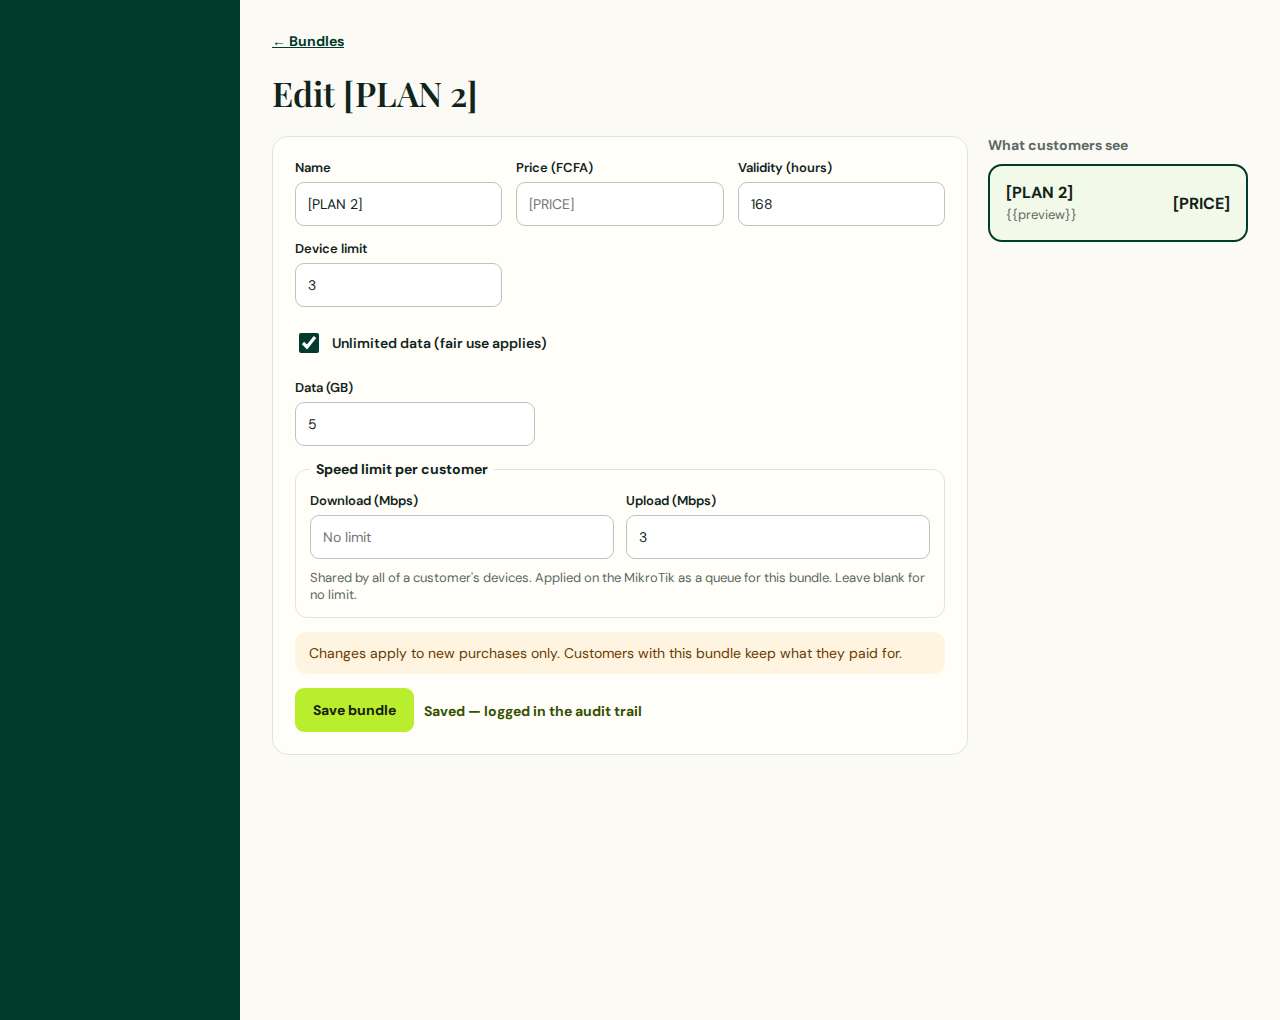 ← Bundles
Edit [PLAN 2]
Name
Price (FCFA)
Validity (hours)
[PLAN 2]
[PRICE]
168
Device limit
3
Unlimited data (fair use applies)
Data (GB)
5
Speed limit per customer
Download (Mbps)
Upload (Mbps)
No limit
3
Shared by all of a customer's devices. Applied on the MikroTik as a queue for this bundle. Leave blank for
no limit.
Changes apply to new purchases only. Customers with this bundle keep what they paid for.
Save bundle
Saved — logged in the audit trail
What customers see
[PLAN 2]
{{preview}}
[PRICE]